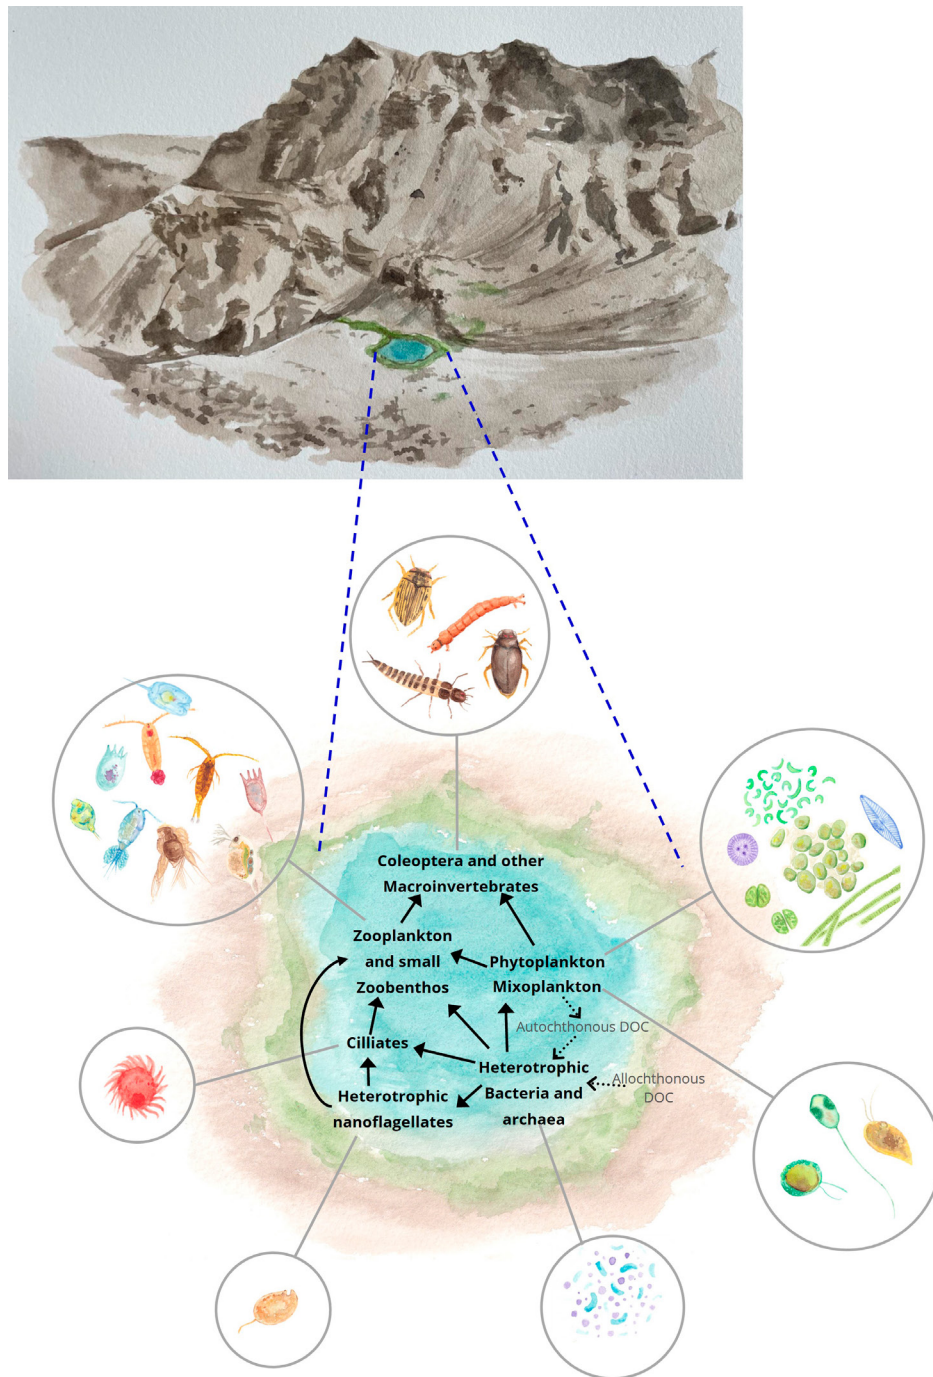 Coleoptera and other
Macroinvertebrates
Zooplankton
and small
Zoobenthos
Phytoplankton
Mixoplankton
Autochthonous DOC
Cilliates
Heterotrophic
Bacteria and
archaea
Allochthonous
DOC
Heterotrophic
nanoflagellates